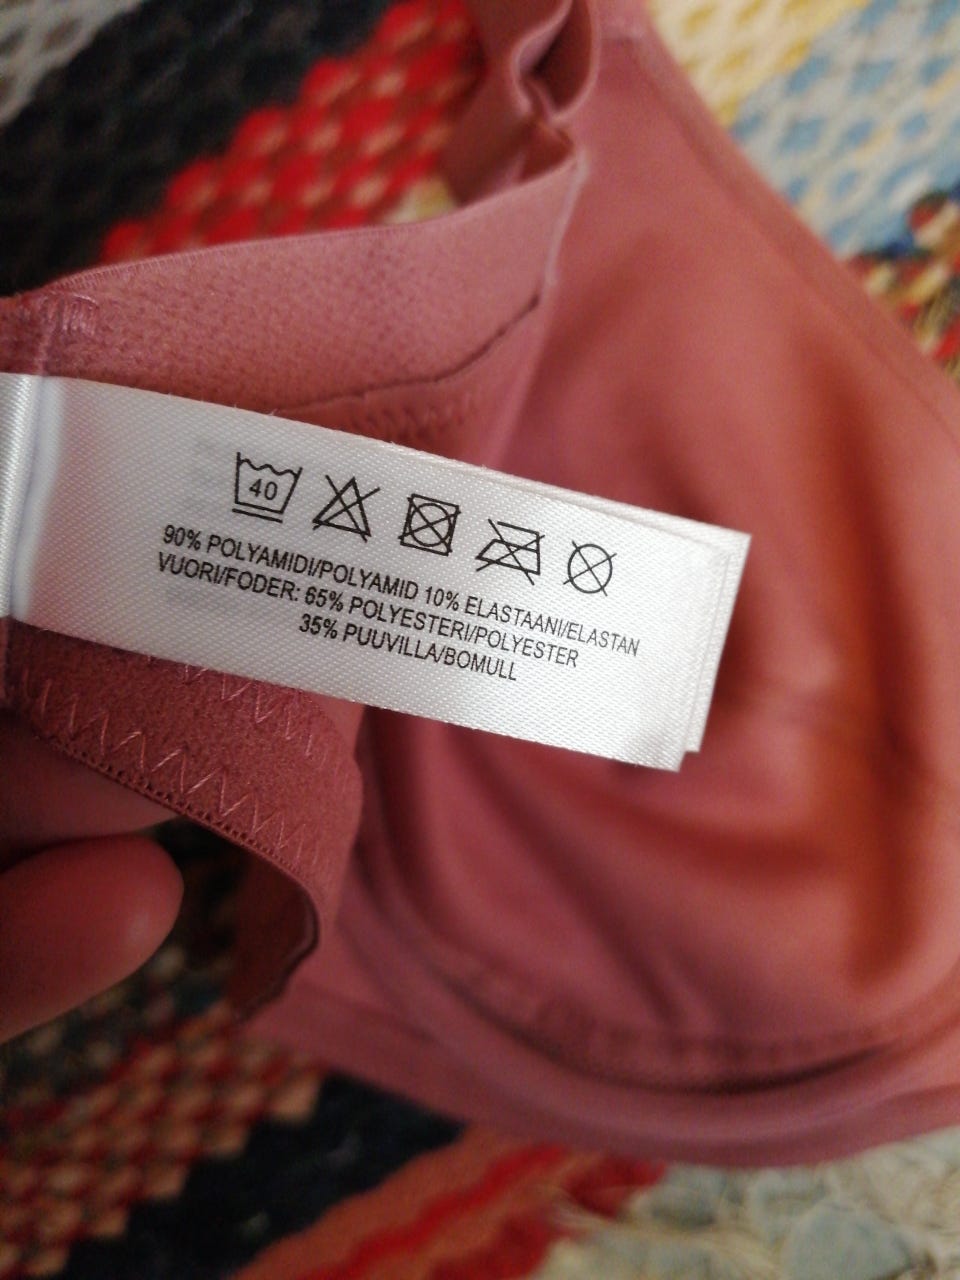 40
90% POLYAMIDI/POLYAMID 10% ELASTAANI/ELASTAN
VUORI/FODER: 65% POLYESTERI/POLYESTER
35% PUUVILLA/BOMULL